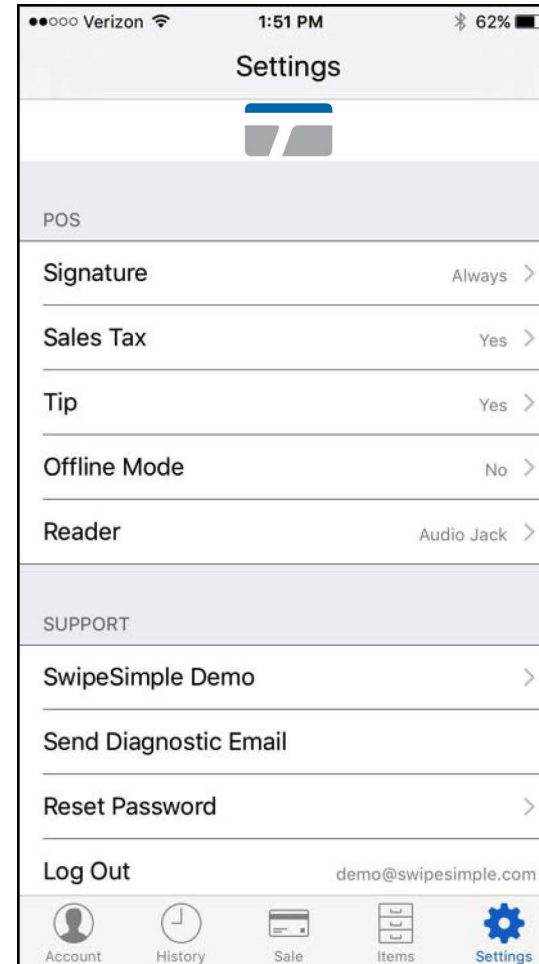 Verizon 1:51 PM 62%
Settings
POS
Signature Always
Sales Tax Yes
Tip Yes
Offline Mode No
Reader Audio Jack
SUPPORT
SwipeSimple Demo
Send Diagnostic Email
Reset Password
Log Out demo@swipesimple.com
Account History Sale Items Settings